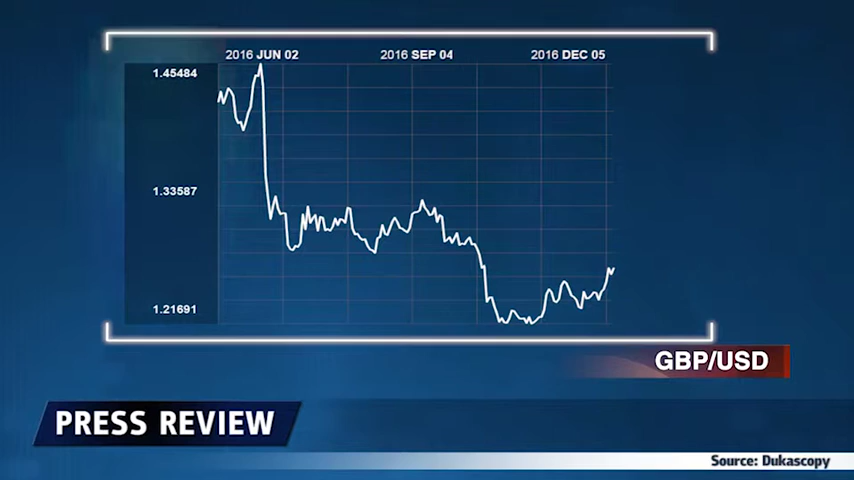 2016 JUN 02 2016 SEP 04 2016 DEC 05
1.45484
1.33587
1.21691
GBP/USD
PRESS REVIEW
Source: Dukascopy